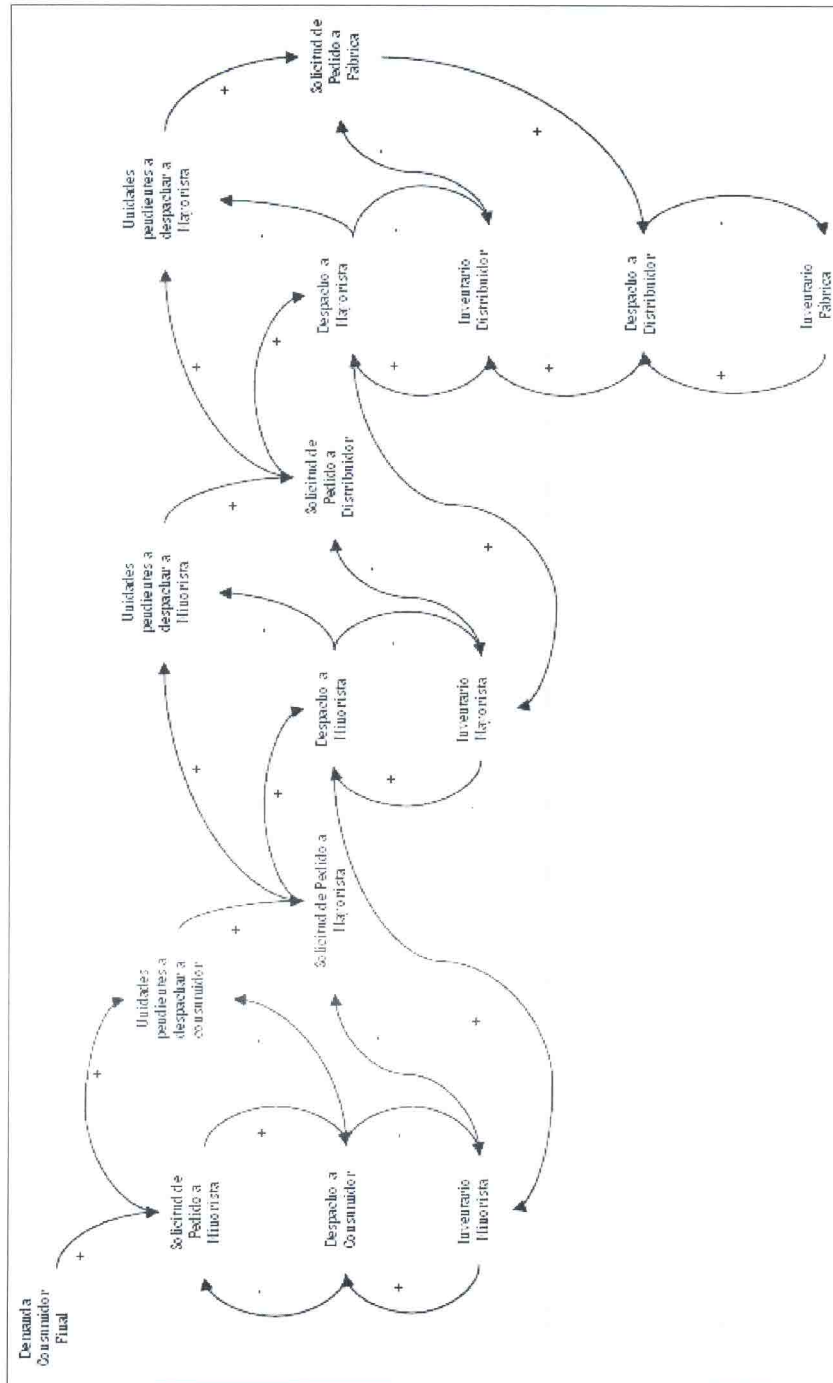 Demanda
Consumidor
Final
Solicitud de
Pedido a
Minorista
Despacho a
Consumidor
Inventario
Minorista
Unidades
pendientes a
despachar a
consumidor
Solicitud de Pedido a
Mayorista
Despacho a
Minorista
Inventario
Mayorista
Unidades
pendientes a
despachar a
Minorista
Solicitud de
Pedido a
Distribuidor
Despacho a
Mayorista
Inventario
Distribuidor
Unidades
pendientes a
despachar a
Mayorista
Solicitud de
Pedido a
Fábrica
Despacho a
Distribuidor
Inventario
Fábrica